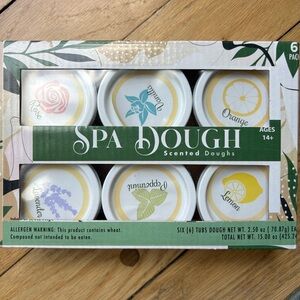 6
PACK
Rose
Vanilla
Orange
SPA DOUGH
Scented Doughs
AGES
14+
Lavender
Peppermint
Lemon
ALLERGEN WARNING: This product contains wheat.
Compound not intended to be eaten.
SIX (6) TUBS DOUGH NET WT. 2.50 oz (70.87g) EA
TOTAL NET WT. 15.00 oz (425.2